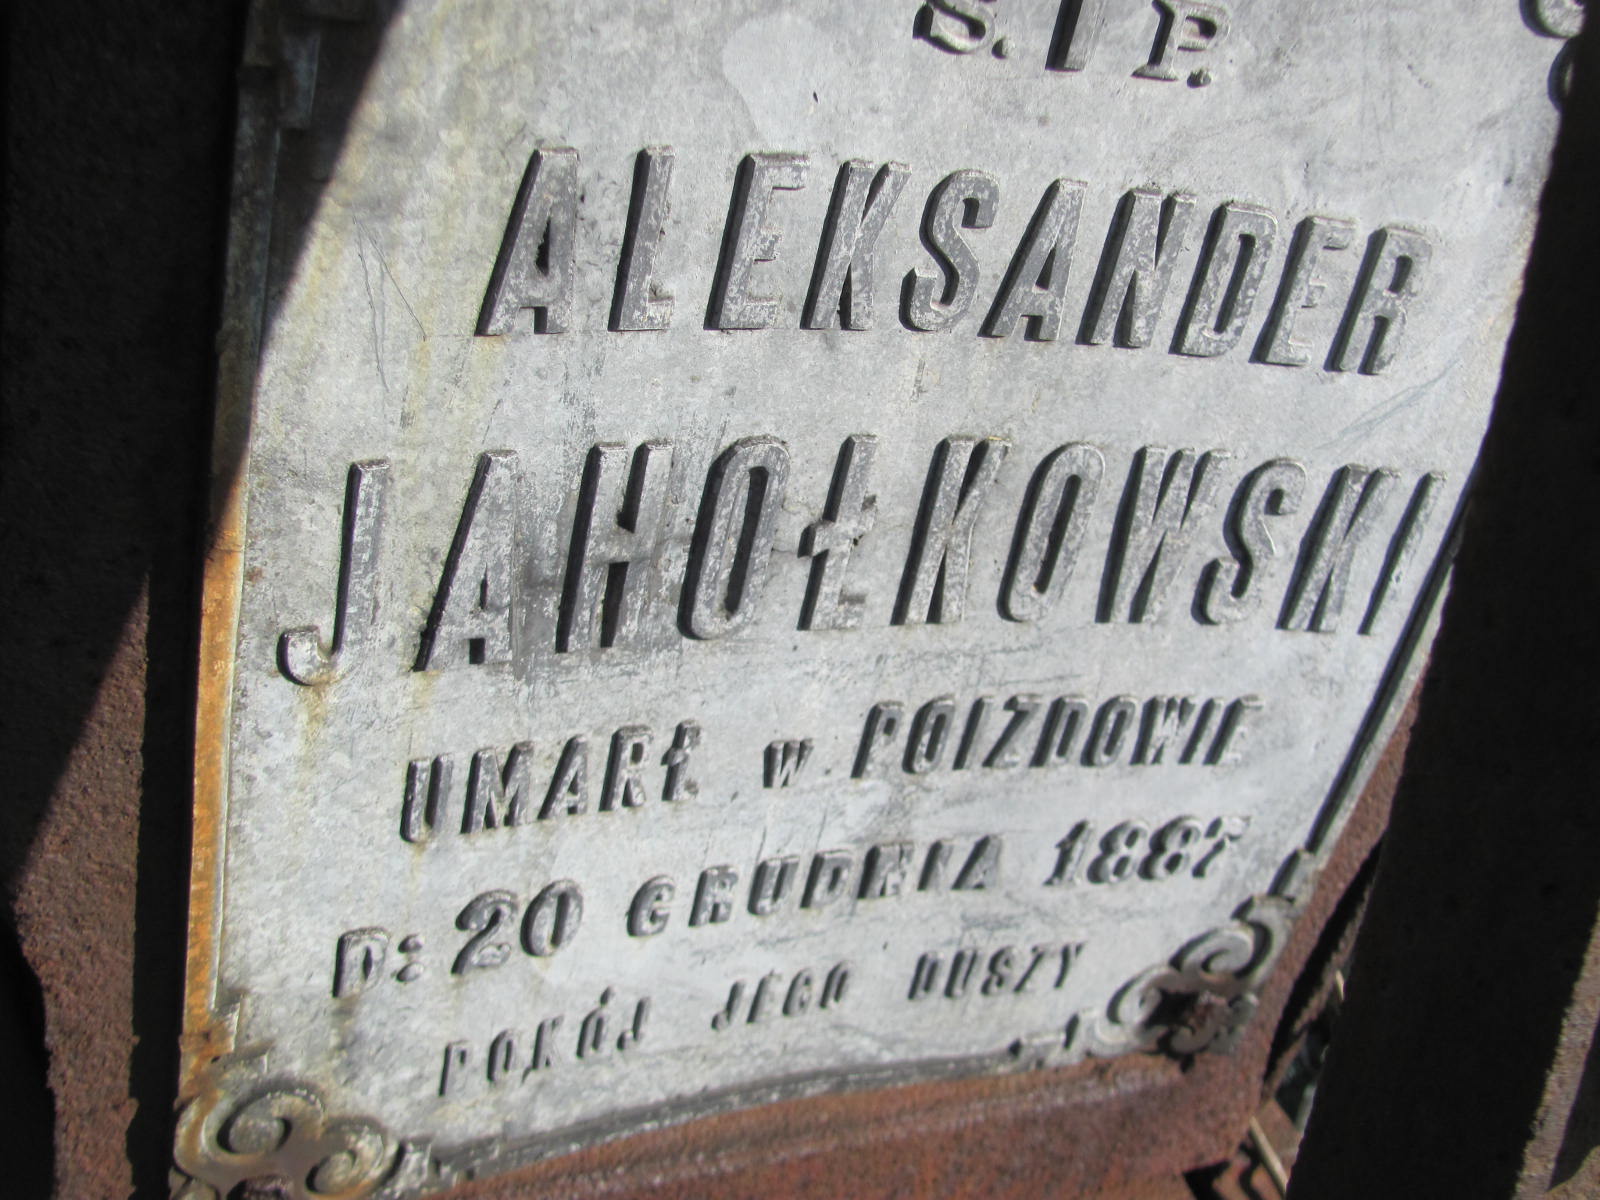 S. I P.
ALEKSANDER
JAHOŁKOWSKI
UMARŁ w POIZDOWIE
D: 20 GRUDNIA 1887
POKÓJ JEGO DUSZY